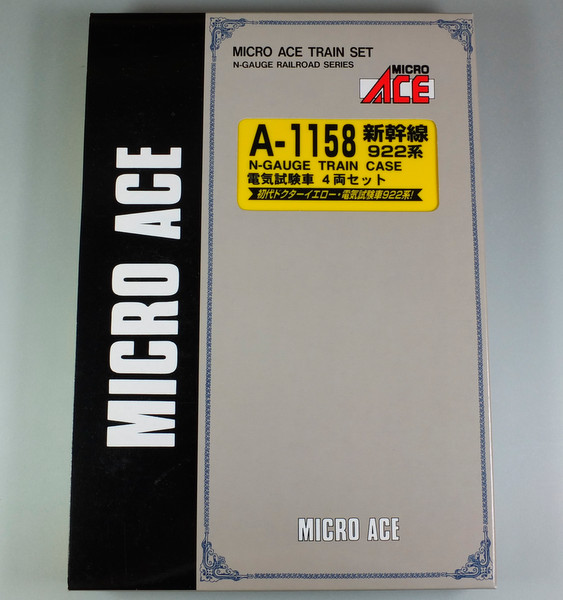 MICRO ACE TRAIN SET
N-GAUGE RAILROAD SERIES
MICRO
ACE
A-1158 新幹線
922系
N-GAUGE TRAIN CASE
電気試験車 4両セット
初代ドクターイエロー・電気試験車922系!
MICRO ACE
MICRO ACE